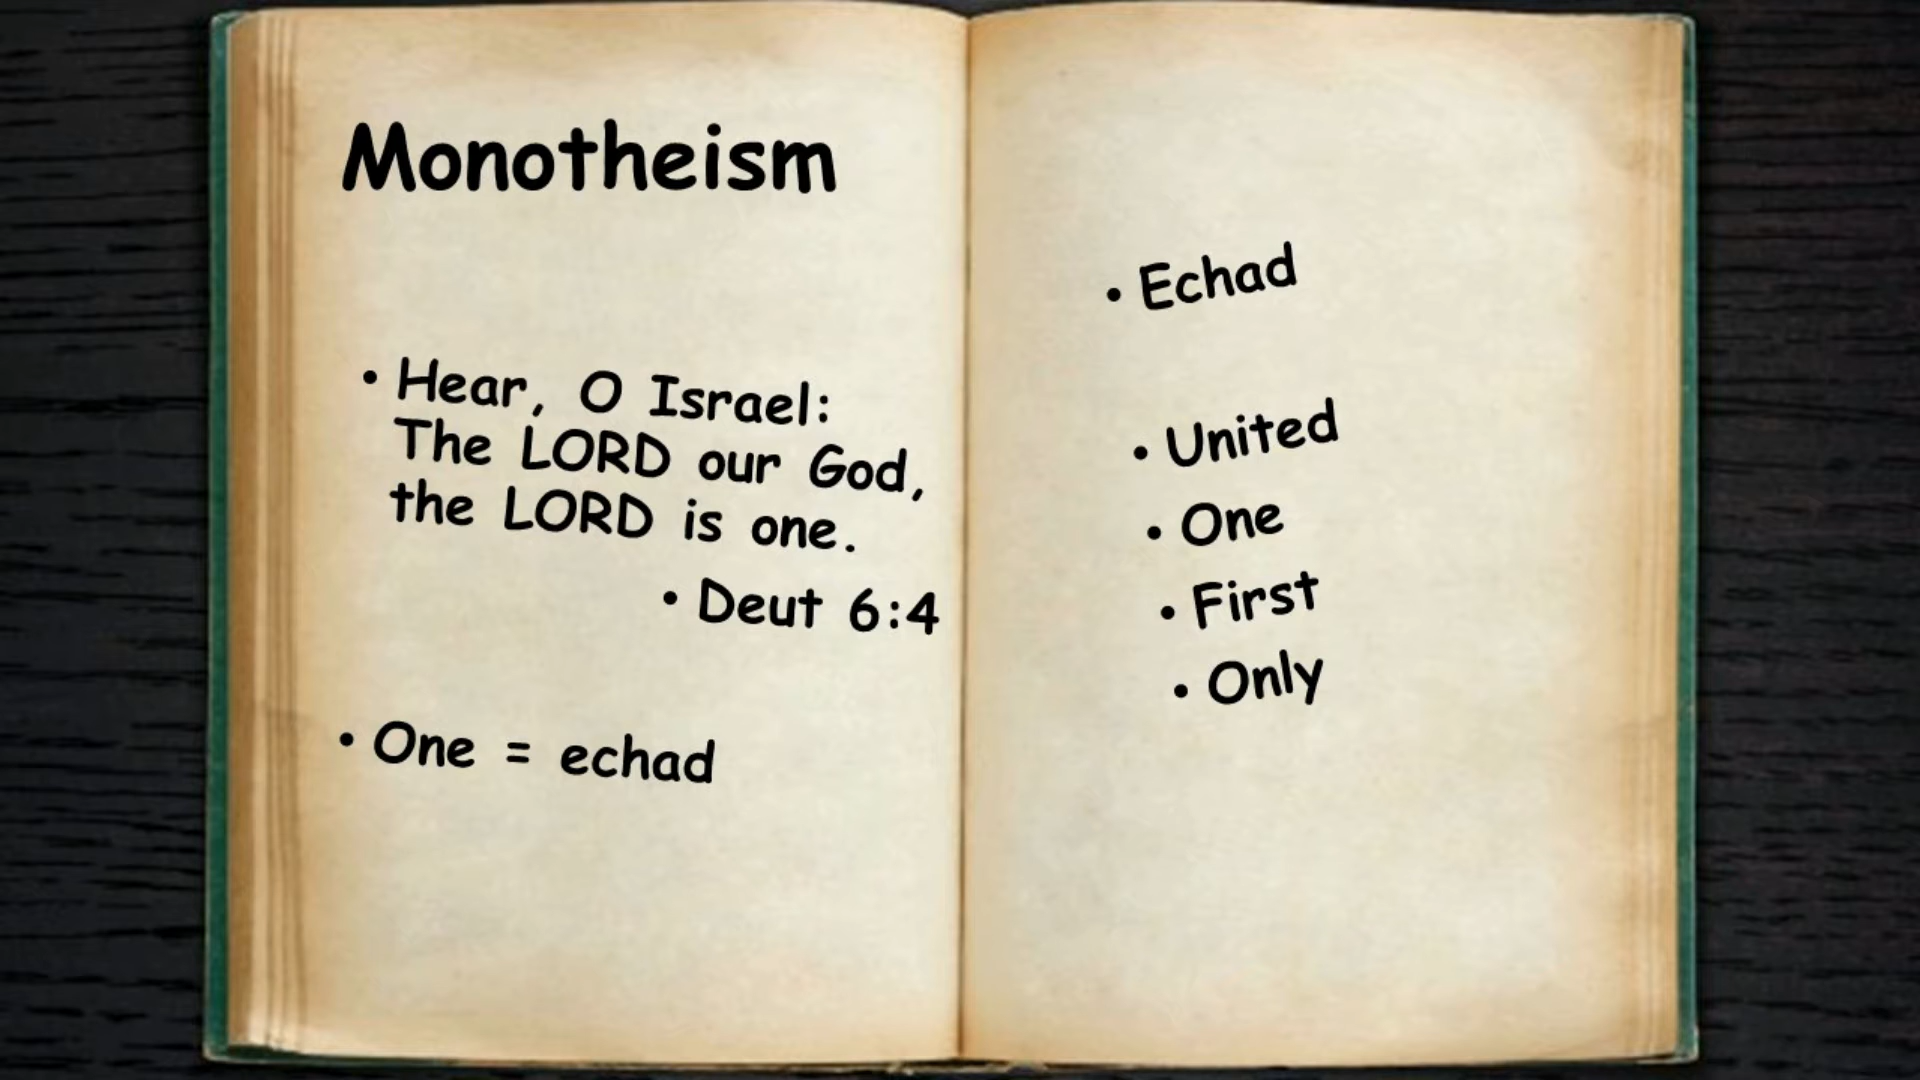 Monotheism
• Hear, O Israel:
The LORD our God,
the LORD is one.
• Deut 6:4
• One = echad
• Echad
• United
• One
• First
• Only